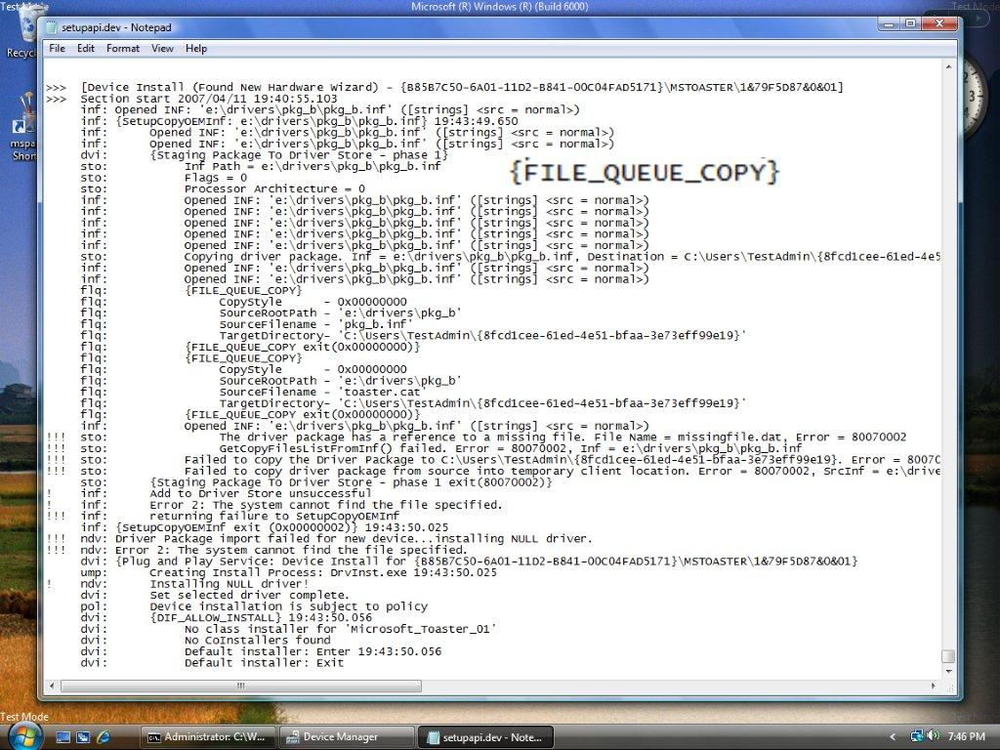 Test Mode
Microsoft (R) Windows (R) (Build 6000)
Test Mode
setupapi.dev - Notepad
File Edit Format View Help
Recyc
mspa
Short
>>> [Device Install (Found New Hardware Wizard) - {B85B7C50-6A01-11D2-B841-00C04FAD5171}\MSTOASTER\1&79F5D87&0&01]
>>> Section start 2007/04/11 19:40:55.103
inf: Opened INF: 'e:\drivers\pkg_b\pkg_b.inf' ([strings] <src = normal>)
inf: {SetupCopyOEMInf: e:\drivers\pkg_b\pkg_b.inf} 19:43:49.650
inf: Opened INF: 'e:\drivers\pkg_b\pkg_b.inf' ([strings] <src = normal>)
inf: Opened INF: 'e:\drivers\pkg_b\pkg_b.inf' ([strings] <src = normal>)
dvi: {Staging Package To Driver Store - phase 1}
sto: Inf Path = e:\drivers\pkg_b\pkg_b.inf
{FILE_QUEUE_COPY}
sto: Flags = 0
sto: Processor Architecture = 0
inf: Opened INF: 'e:\drivers\pkg_b\pkg_b.inf' ([strings] <src = normal>)
inf: Opened INF: 'e:\drivers\pkg_b\pkg_b.inf' ([strings] <src = normal>)
inf: Opened INF: 'e:\drivers\pkg_b\pkg_b.inf' ([strings] <src = normal>)
inf: Opened INF: 'e:\drivers\pkg_b\pkg_b.inf' ([strings] <src = normal>)
inf: Opened INF: 'e:\drivers\pkg_b\pkg_b.inf' ([strings] <src = normal>)
sto: Copying driver package. Inf = e:\drivers\pkg_b\pkg_b.inf, Destination = C:\Users\TestAdmin\{8fcd1cee-61ed-4e5
inf: Opened INF: 'e:\drivers\pkg_b\pkg_b.inf' ([strings] <src = normal>)
inf: Opened INF: 'e:\drivers\pkg_b\pkg_b.inf' ([strings] <src = normal>)
flq: {FILE_QUEUE_COPY}
flq: CopyStyle - 0x00000000
flq: SourceRootPath - 'e:\drivers\pkg_b'
flq: SourceFilename - 'pkg_b.inf'
flq: TargetDirectory- 'C:\Users\TestAdmin\{8fcd1cee-61ed-4e51-bfaa-3e73eff99e19}'
flq: {FILE_QUEUE_COPY exit(0x00000000)}
flq: {FILE_QUEUE_COPY}
flq: CopyStyle - 0x00000000
flq: SourceRootPath - 'e:\drivers\pkg_b'
flq: SourceFilename - 'toaster.cat'
flq: TargetDirectory- 'C:\Users\TestAdmin\{8fcd1cee-61ed-4e51-bfaa-3e73eff99e19}'
flq: {FILE_QUEUE_COPY exit(0x00000000)}
inf: Opened INF: 'e:\drivers\pkg_b\pkg_b.inf' ([strings] <src = normal>)
!!! sto: The driver package has a reference to a missing file. File Name = missingfile.dat, Error = 80070002
!!! sto: GetCopyFilesListFromInf() failed. Error = 80070002, Inf = e:\drivers\pkg_b\pkg_b.inf
!!! sto: Failed to copy the Driver Package to C:\Users\TestAdmin\{8fcd1cee-61ed-4e51-bfaa-3e73eff99e19}. Error = 8007C
!!! sto: Failed to copy driver package from source into temporary client location. Error = 80070002, SrcInf = e:\drive
sto: {Staging Package To Driver Store - phase 1 exit(80070002)}
! inf: Add to Driver Store unsuccessful
! inf: Error 2: The system cannot find the file specified.
!!! inf: returning failure to SetupCopyOEMInf
inf: {SetupCopyOEMInf exit (0x00000002)} 19:43:50.025
!!! ndv: Driver Package import failed for new device...installing NULL driver.
!!! ndv: Error 2: The system cannot find the file specified.
dvi: {Plug and Play Service: Device Install for {B85B7C50-6A01-11D2-B841-00C04FAD5171}\MSTOASTER\1&79F5D87&0&01}
ump: Creating Install Process: DrvInst.exe 19:43:50.025
! ndv: Installing NULL driver!
dvi: Set selected driver complete.
pol: Device installation is subject to policy
dvi: {DIF_ALLOW_INSTALL} 19:43:50.056
dvi: No class installer for 'Microsoft_Toaster_01'
dvi: No CoInstallers found
dvi: Default installer: Enter 19:43:50.056
dvi: Default installer: Exit
Test Mode
Administrator: C:\W... Device Manager setupapi.dev - Note... 7:46 PM